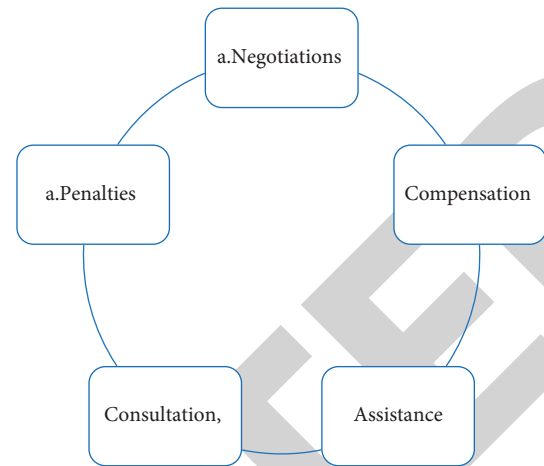 a.Negotiations
Compensation
Assistance
Consultation,
a.Penalties